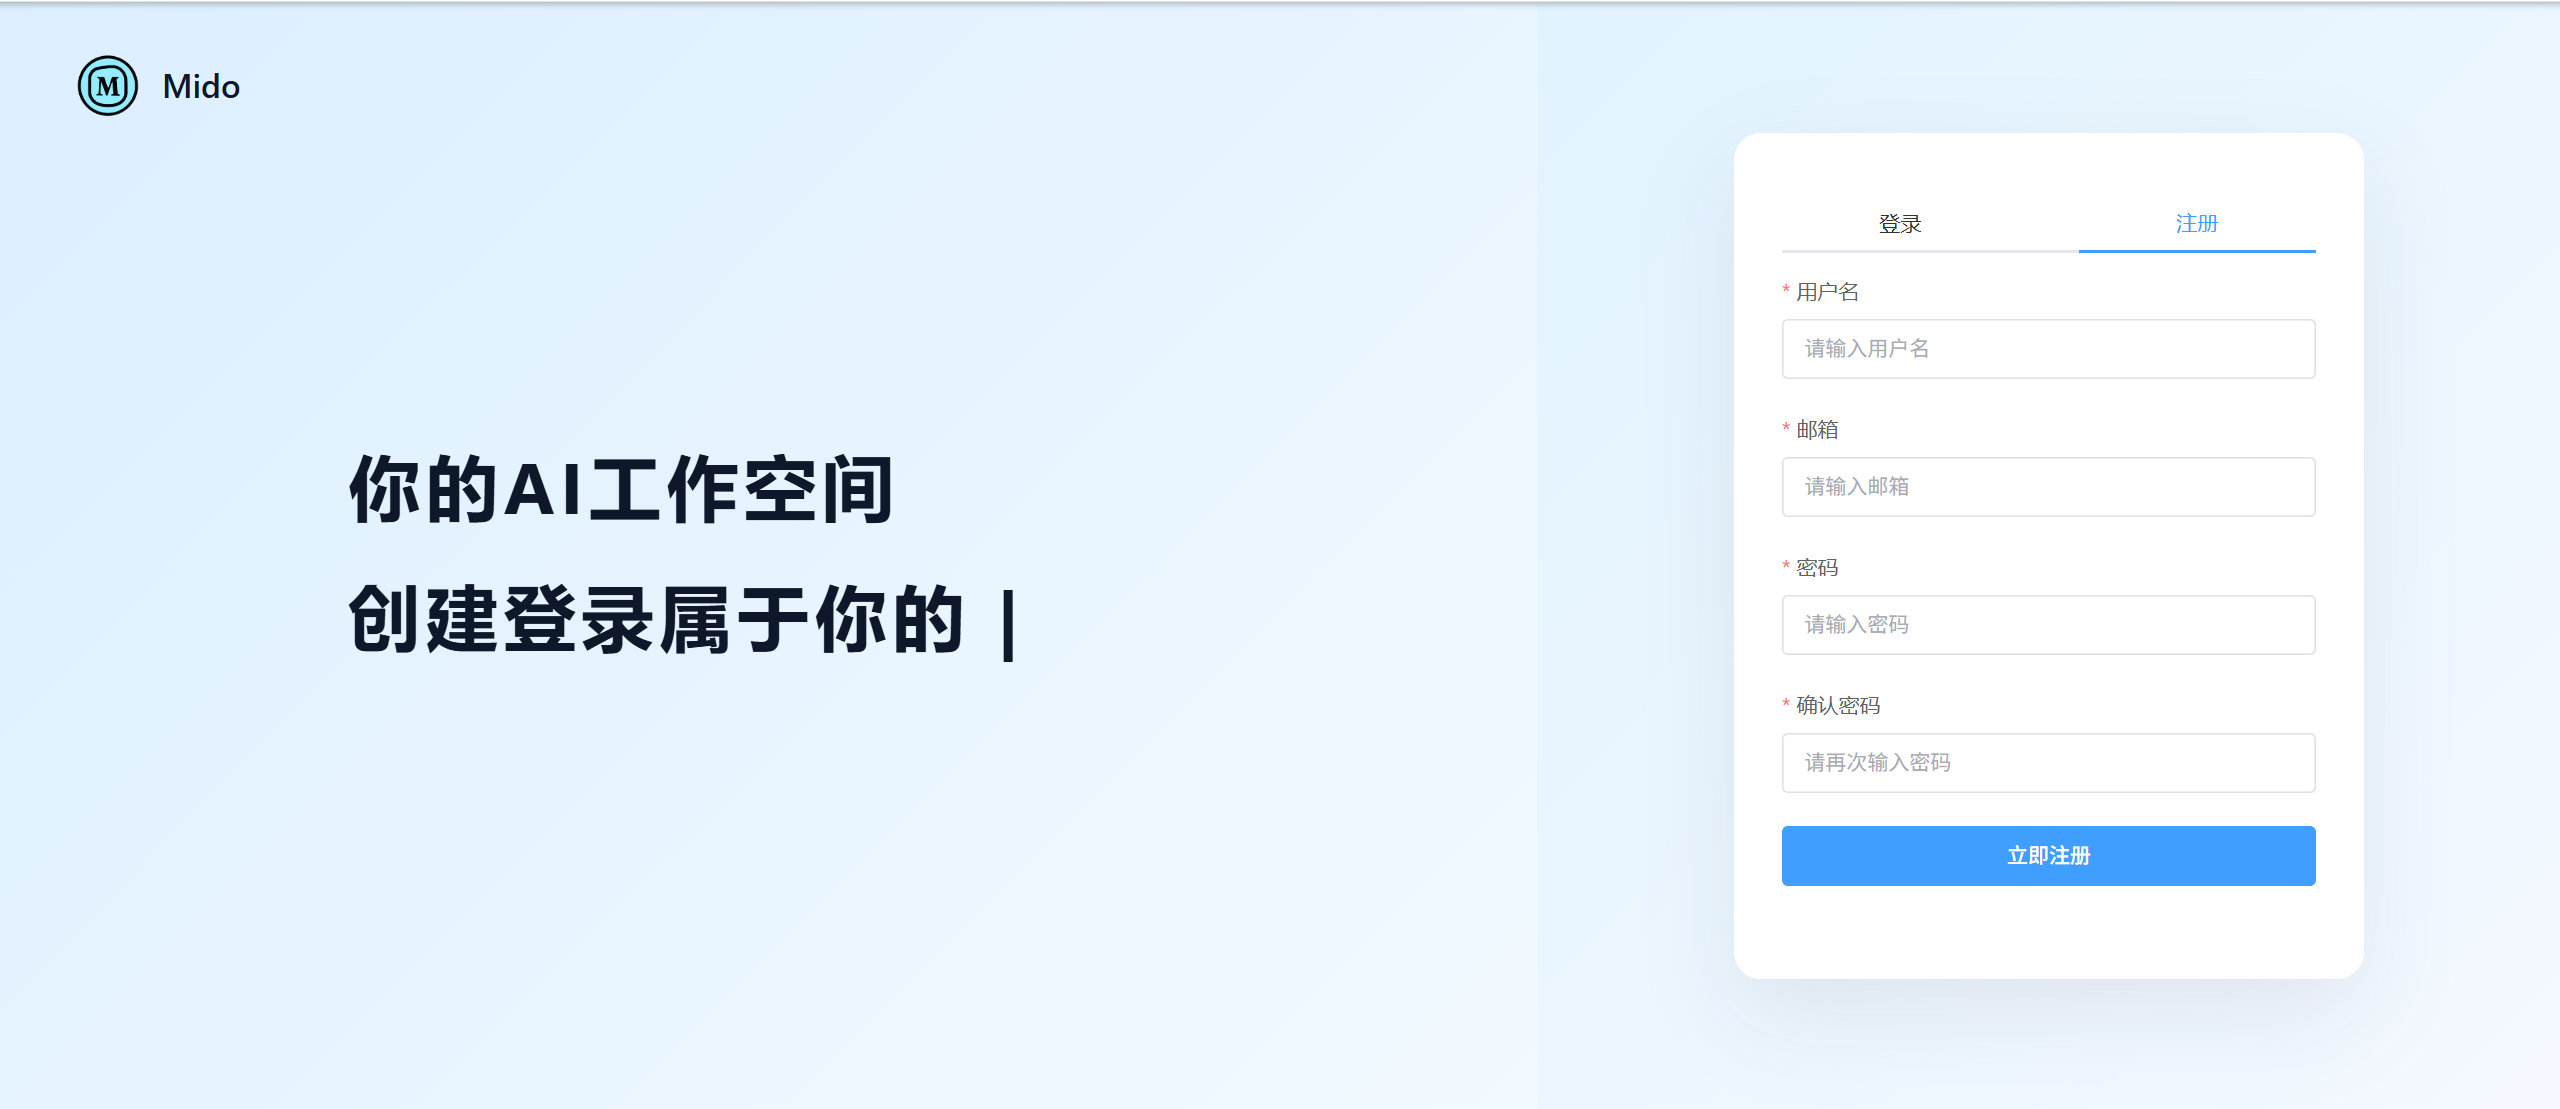 M
Mido
你的AI工作空间
创建登录属于你的 |
登录
注册
* 用户名
请输入用户名
* 邮箱
请输入邮箱
* 密码
请输入密码
* 确认密码
请再次输入密码
立即注册